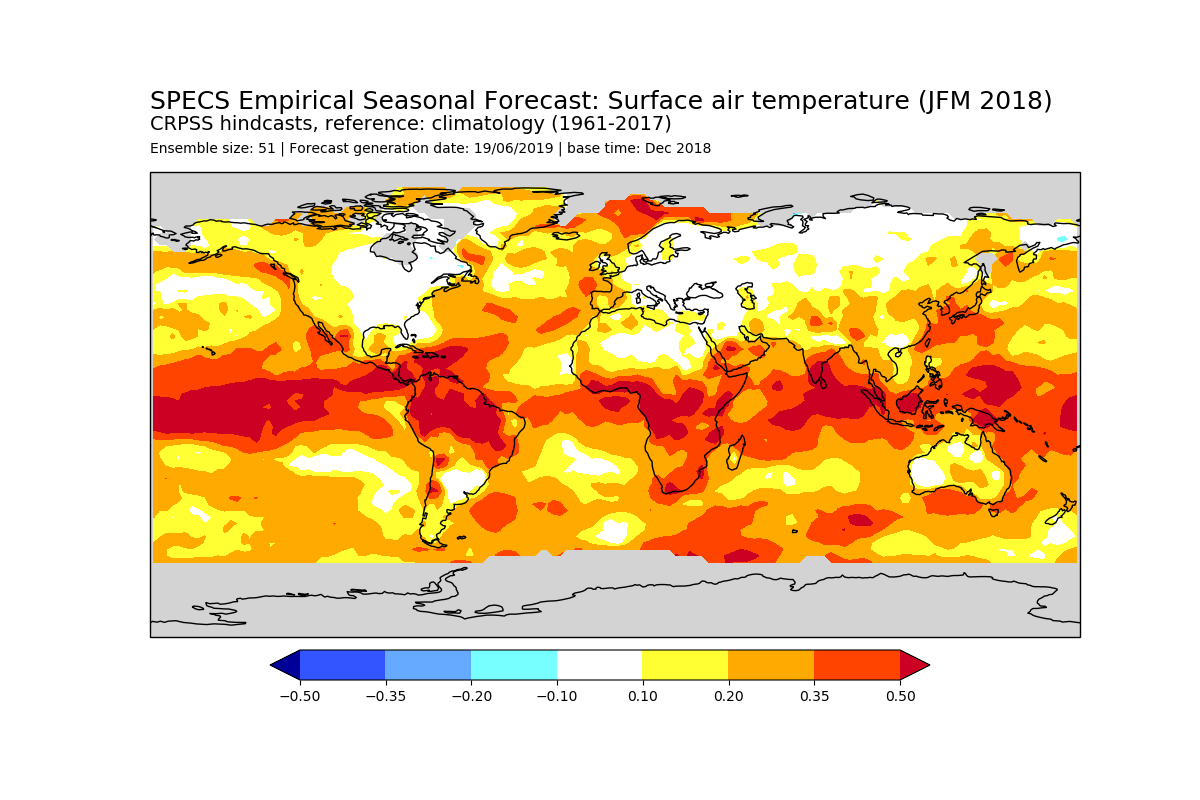 SPECS Empirical Seasonal Forecast: Surface air temperature (JFM 2018)
CRPSS hindcasts, reference: climatology (1961-2017)
Ensemble size: 51 | Forecast generation date: 19/06/2019 | base time: Dec 2018
−0.50 −0.35 −0.20 −0.10 0.10 0.20 0.35 0.50